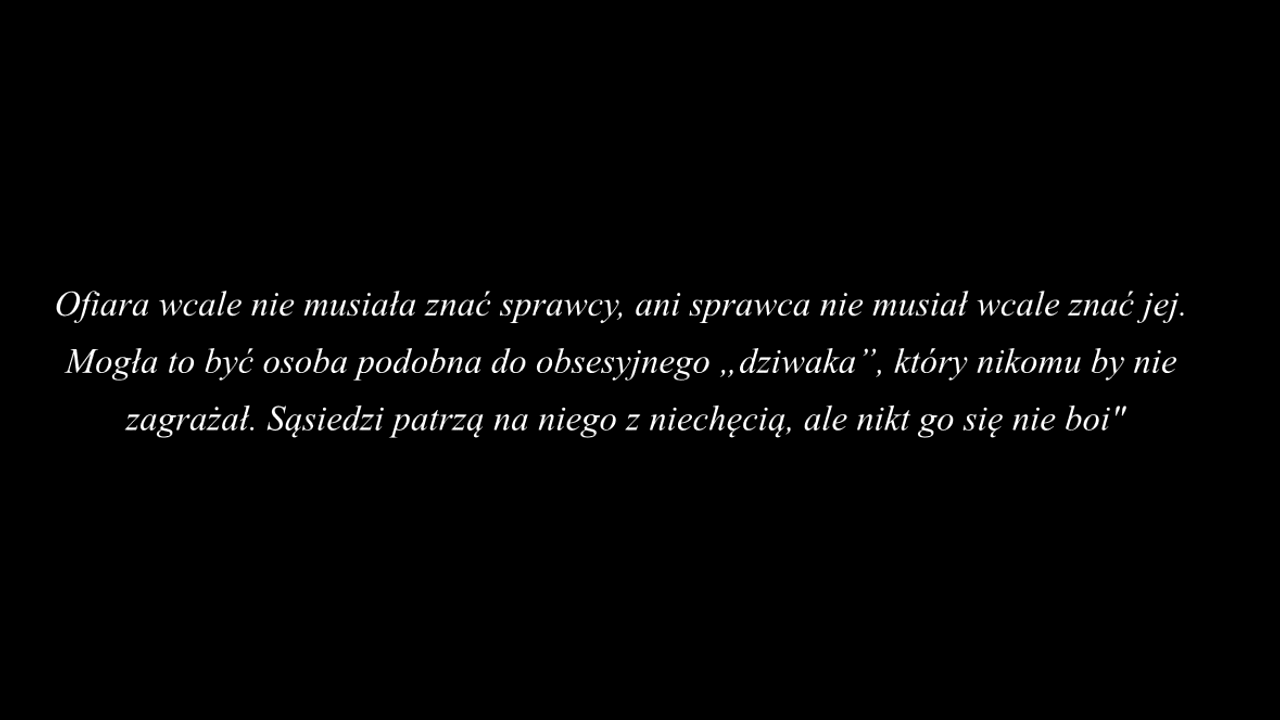 Ofiara wcale nie musiała znać sprawcy, ani sprawca nie musiał wcale znać jej.
Mogła to być osoba podobna do obsesyjnego ,,dziwaka’’, który nikomu by nie
zagrażał. Sąsiedzi patrzą na niego z niechęcią, ale nikt go się nie boi"